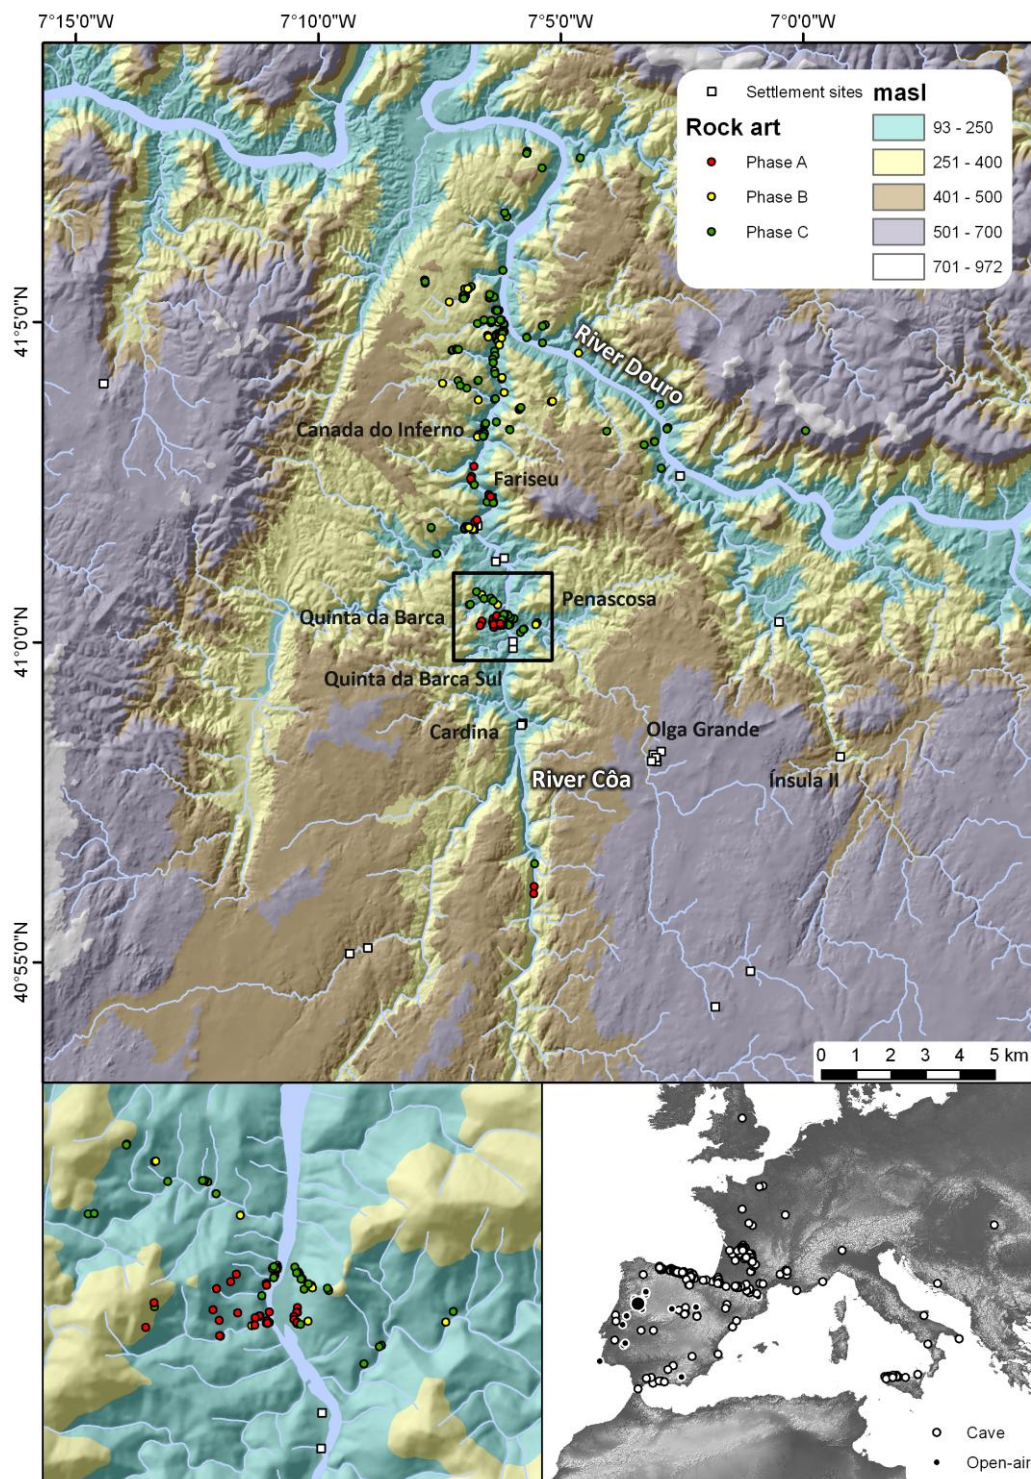 7°15'0"W 7°10'0"W 7°5'0"W 7°0'0"W
Settlement sites masl
Rock art
93 - 250
Phase A
251 - 400
Phase B
401 - 500
Phase C
501 - 700
701 - 972
41°5'0"N
River Douro
Canada do Inferno
Fariseu
Penascosa
Quinta da Barca
41°0'0"N
Quinta da Barca Sul
Cardina
Olga Grande
River Côa
Ínsula II
40°55'0"N
0 1 2 3 4 5 km
Cave
Open-air